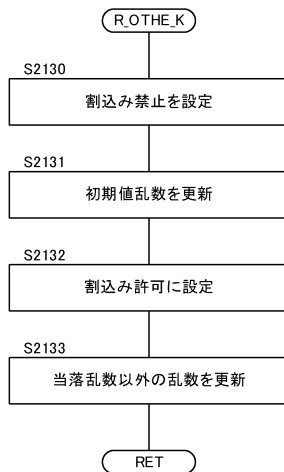 R_OTHE_K
S2130
割込み禁止を設定
S2131
初期値乱数を更新
S2132
割込み許可に設定
S2133
当落乱数以外の乱数を更新
RET